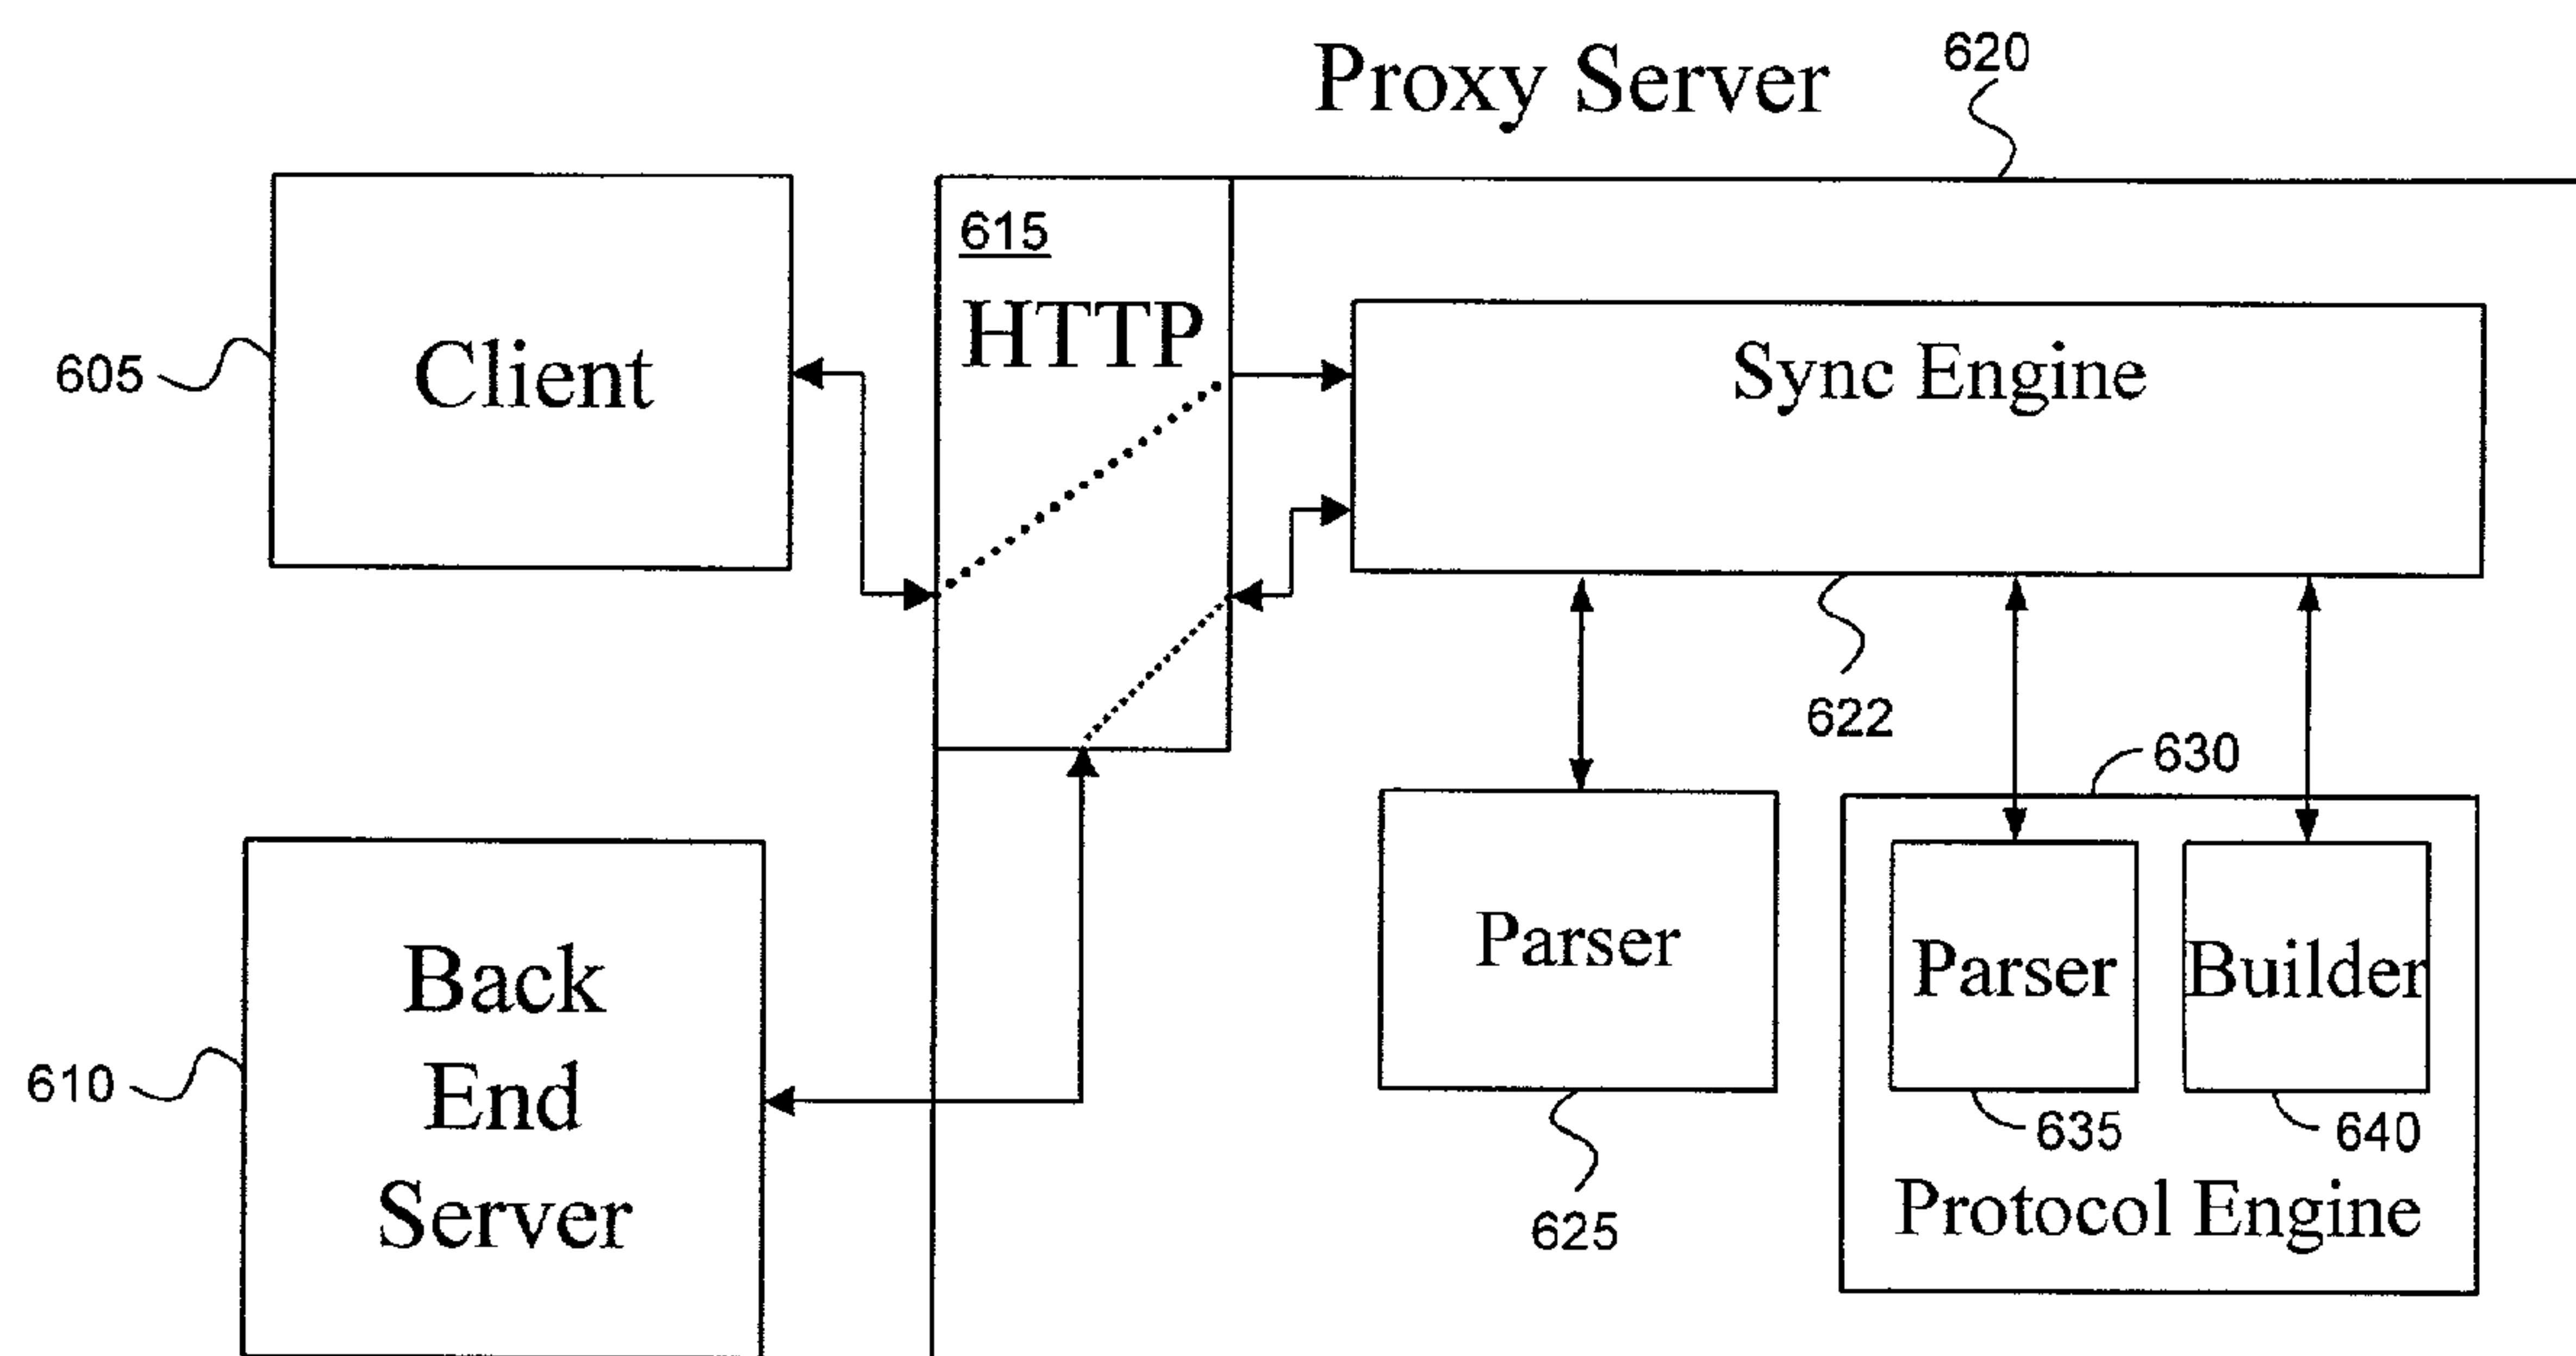 Proxy Server
620
615
HTTP
605
Client
Sync Engine
622
630
610
Back
End
Server
Parser
625
Parser
635
Builder
640
Protocol Engine